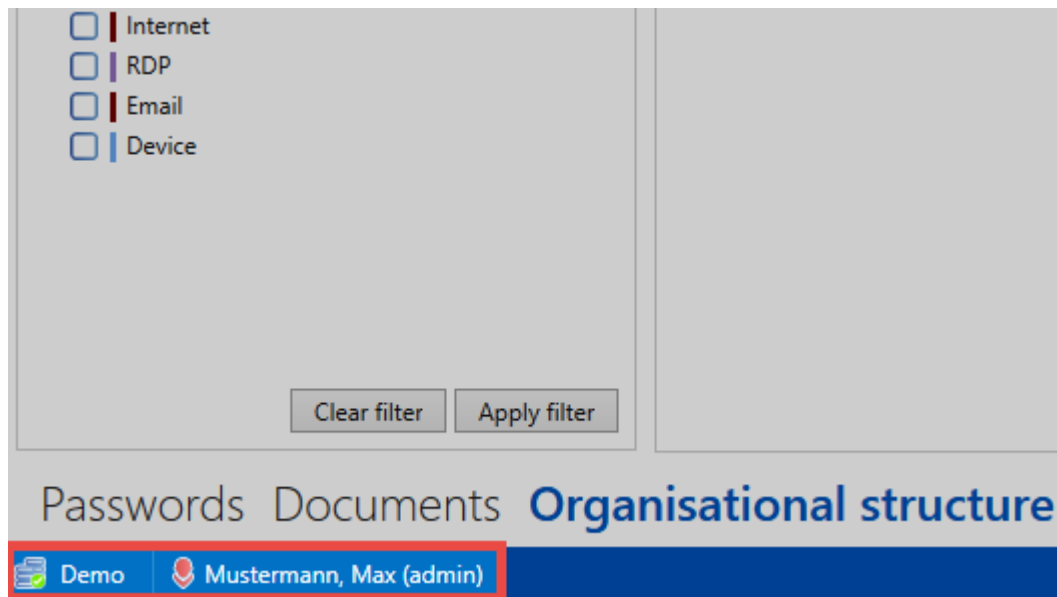 Internet
RDP
Email
Device
Clear filter Apply filter
Passwords Documents Organisational structure
Demo Mustermann, Max (admin)